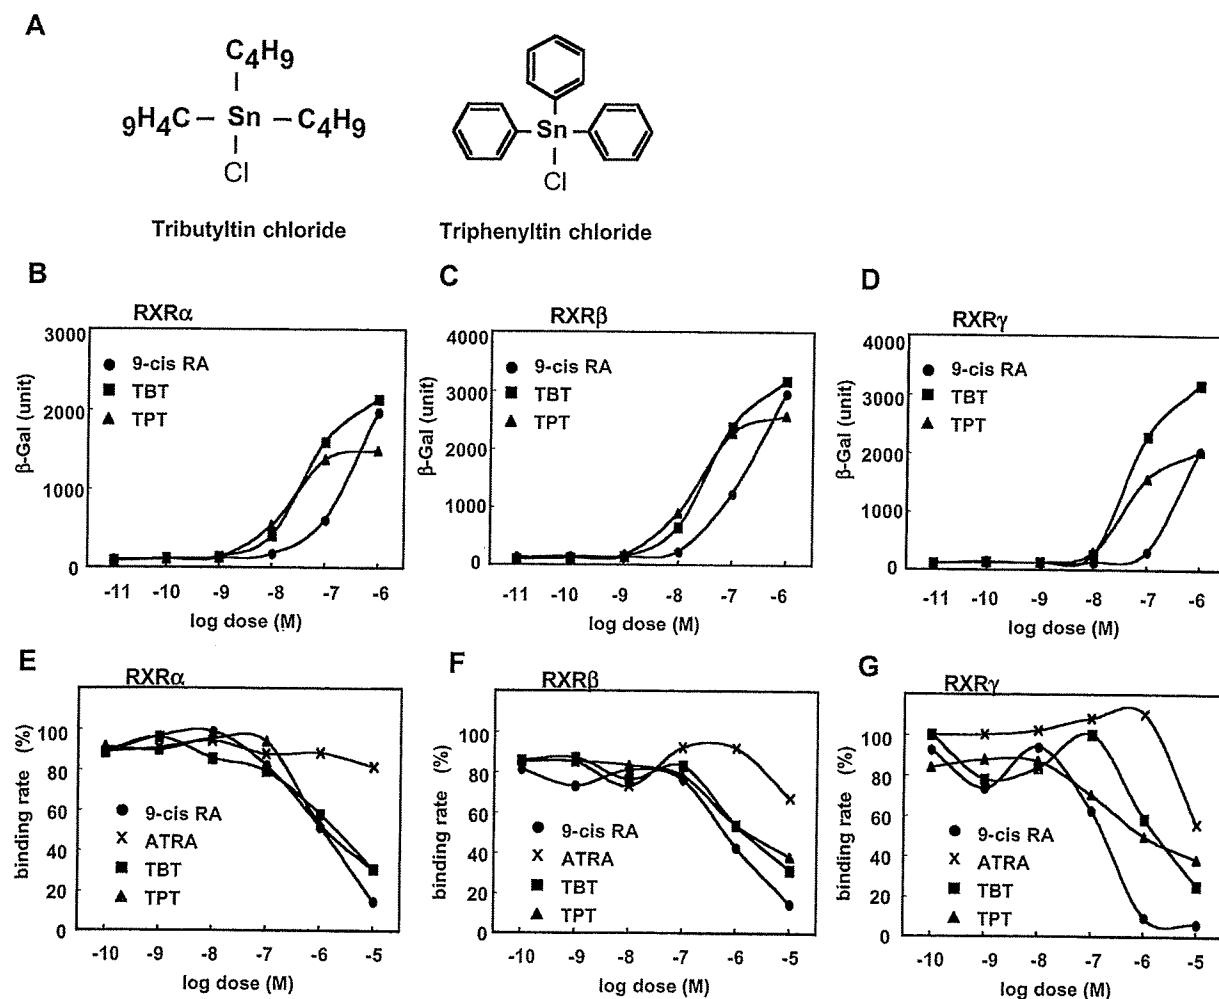 A
C4H9
9H4C – Sn – C4H9
Cl
Tributyltin chloride
Sn
Cl
Triphenyltin chloride
B
RXRα
3000
2000
1000
0
β-Gal (unit)
9-cis RA
TBT
TPT
-11 -10 -9 -8 -7 -6
log dose (M)
C
RXRβ
4000
3000
2000
1000
0
β-Gal (unit)
9-cis RA
TBT
TPT
-11 -10 -9 -8 -7 -6
log dose (M)
D
RXRγ
4000
3000
2000
1000
0
β-Gal (unit)
9-cis RA
TBT
TPT
-11 -10 -9 -8 -7 -6
log dose (M)
E
RXRα
100
80
60
40
20
0
binding rate (%)
9-cis RA
ATRA
TBT
TPT
-10 -9 -8 -7 -6 -5
log dose (M)
F
RXRβ
100
80
60
40
20
0
binding rate (%)
9-cis RA
ATRA
TBT
TPT
-10 -9 -8 -7 -6 -5
log dose (M)
G
RXRγ
100
80
60
40
20
0
binding rate (%)
9-cis RA
ATRA
TBT
TPT
-10 -9 -8 -7 -6 -5
log dose (M)